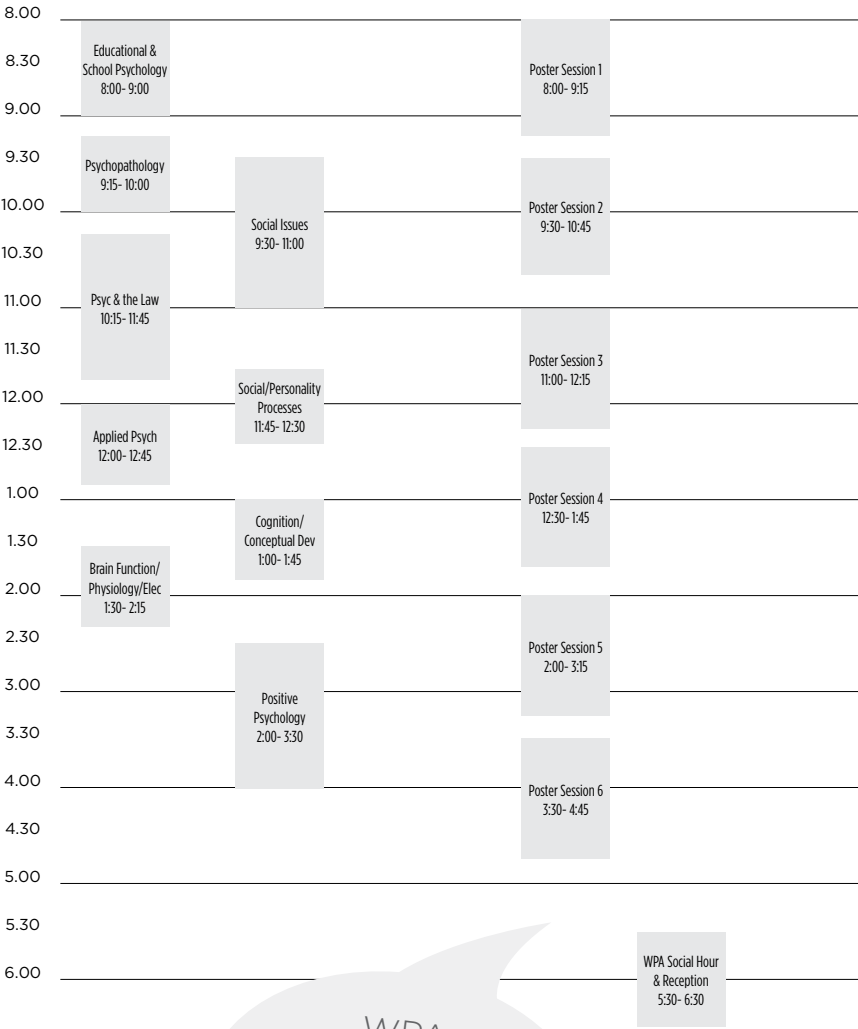 8.00
8.30
9.00
9.30
10.00
10.30
11.00
11.30
12.00
12.30
1.00
1.30
2.00
2.30
3.00
3.30
4.00
4.30
5.00
5.30
6.00
Educational &
School Psychology
8:00- 9:00
Psychopathology
9:15- 10:00
Psyc & the Law
10:15- 11:45
Applied Psych
12:00- 12:45
Brain Function/
Physiology/Elec
1:30- 2:15
Social Issues
9:30- 11:00
Social/Personality
Processes
11:45- 12:30
Cognition/
Conceptual Dev
1:00- 1:45
Positive
Psychology
2:00- 3:30
Poster Session 1
8:00- 9:15
Poster Session 2
9:30- 10:45
Poster Session 3
11:00- 12:15
Poster Session 4
12:30- 1:45
Poster Session 5
2:00- 3:15
Poster Session 6
3:30- 4:45
WPA Social Hour
& Reception
5:30- 6:30
WPA